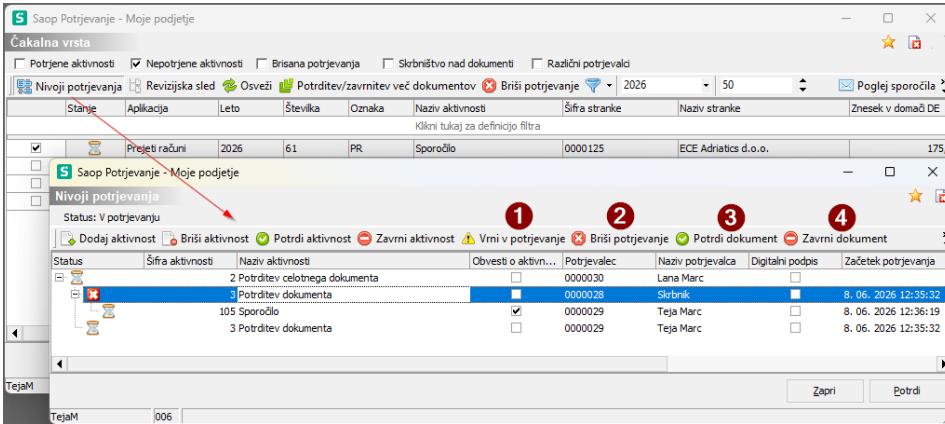 S Saop Potrjevanje - Moje podjetje
Čakalna vrsta
Potrjene aktivnosti Nepotrjene aktivnosti Brisana potrjevanja Skrbništvo nad dokumenti Različni potrjevalci
Nivoji potrjevanja Revizijska sled Osveži Potrditev/zavrnitev več dokumentov Briši potrjevanje 2026 50 Poglej sporočila
Stanje Aplikacija Leto Številka Oznaka Naziv aktivnosti Šifra stranke Naziv stranke Znesek v domači DE
Klikni tukaj za definicijo filtra
Prejeti računi 2026 61 PR Sporočilo 0000125 ECE Adriatics d.o.o. 175,
S Saop Potrjevanje - Moje podjetje
Nivoji potrjevanja
Status: V potrjevanju
1 2 3 4
Dodaj aktivnost Briši aktivnost Potrdi aktivnost Zavrni aktivnost Vrni v potrjevanje Briši potrjevanje Potrdi dokument Zavrni dokument
Status Šifra aktivnosti Naziv aktivnosti Obvesti o aktivn... Potrjevalec Naziv potrjevalca Digitalni podpis Začetek potrjevanja
2 Potrditev celotnega dokumenta 0000030 Lana Marc
3 Potrditev dokumenta 0000028 Skrbnik 8. 06. 2026 12:35:32
105 Sporočilo 0000029 Teja Marc 8. 06. 2026 12:36:19
3 Potrditev dokumenta 0000029 Teja Marc 8. 06. 2026 12:35:32
Zapri Potrdi
TejaM
TejaM 006